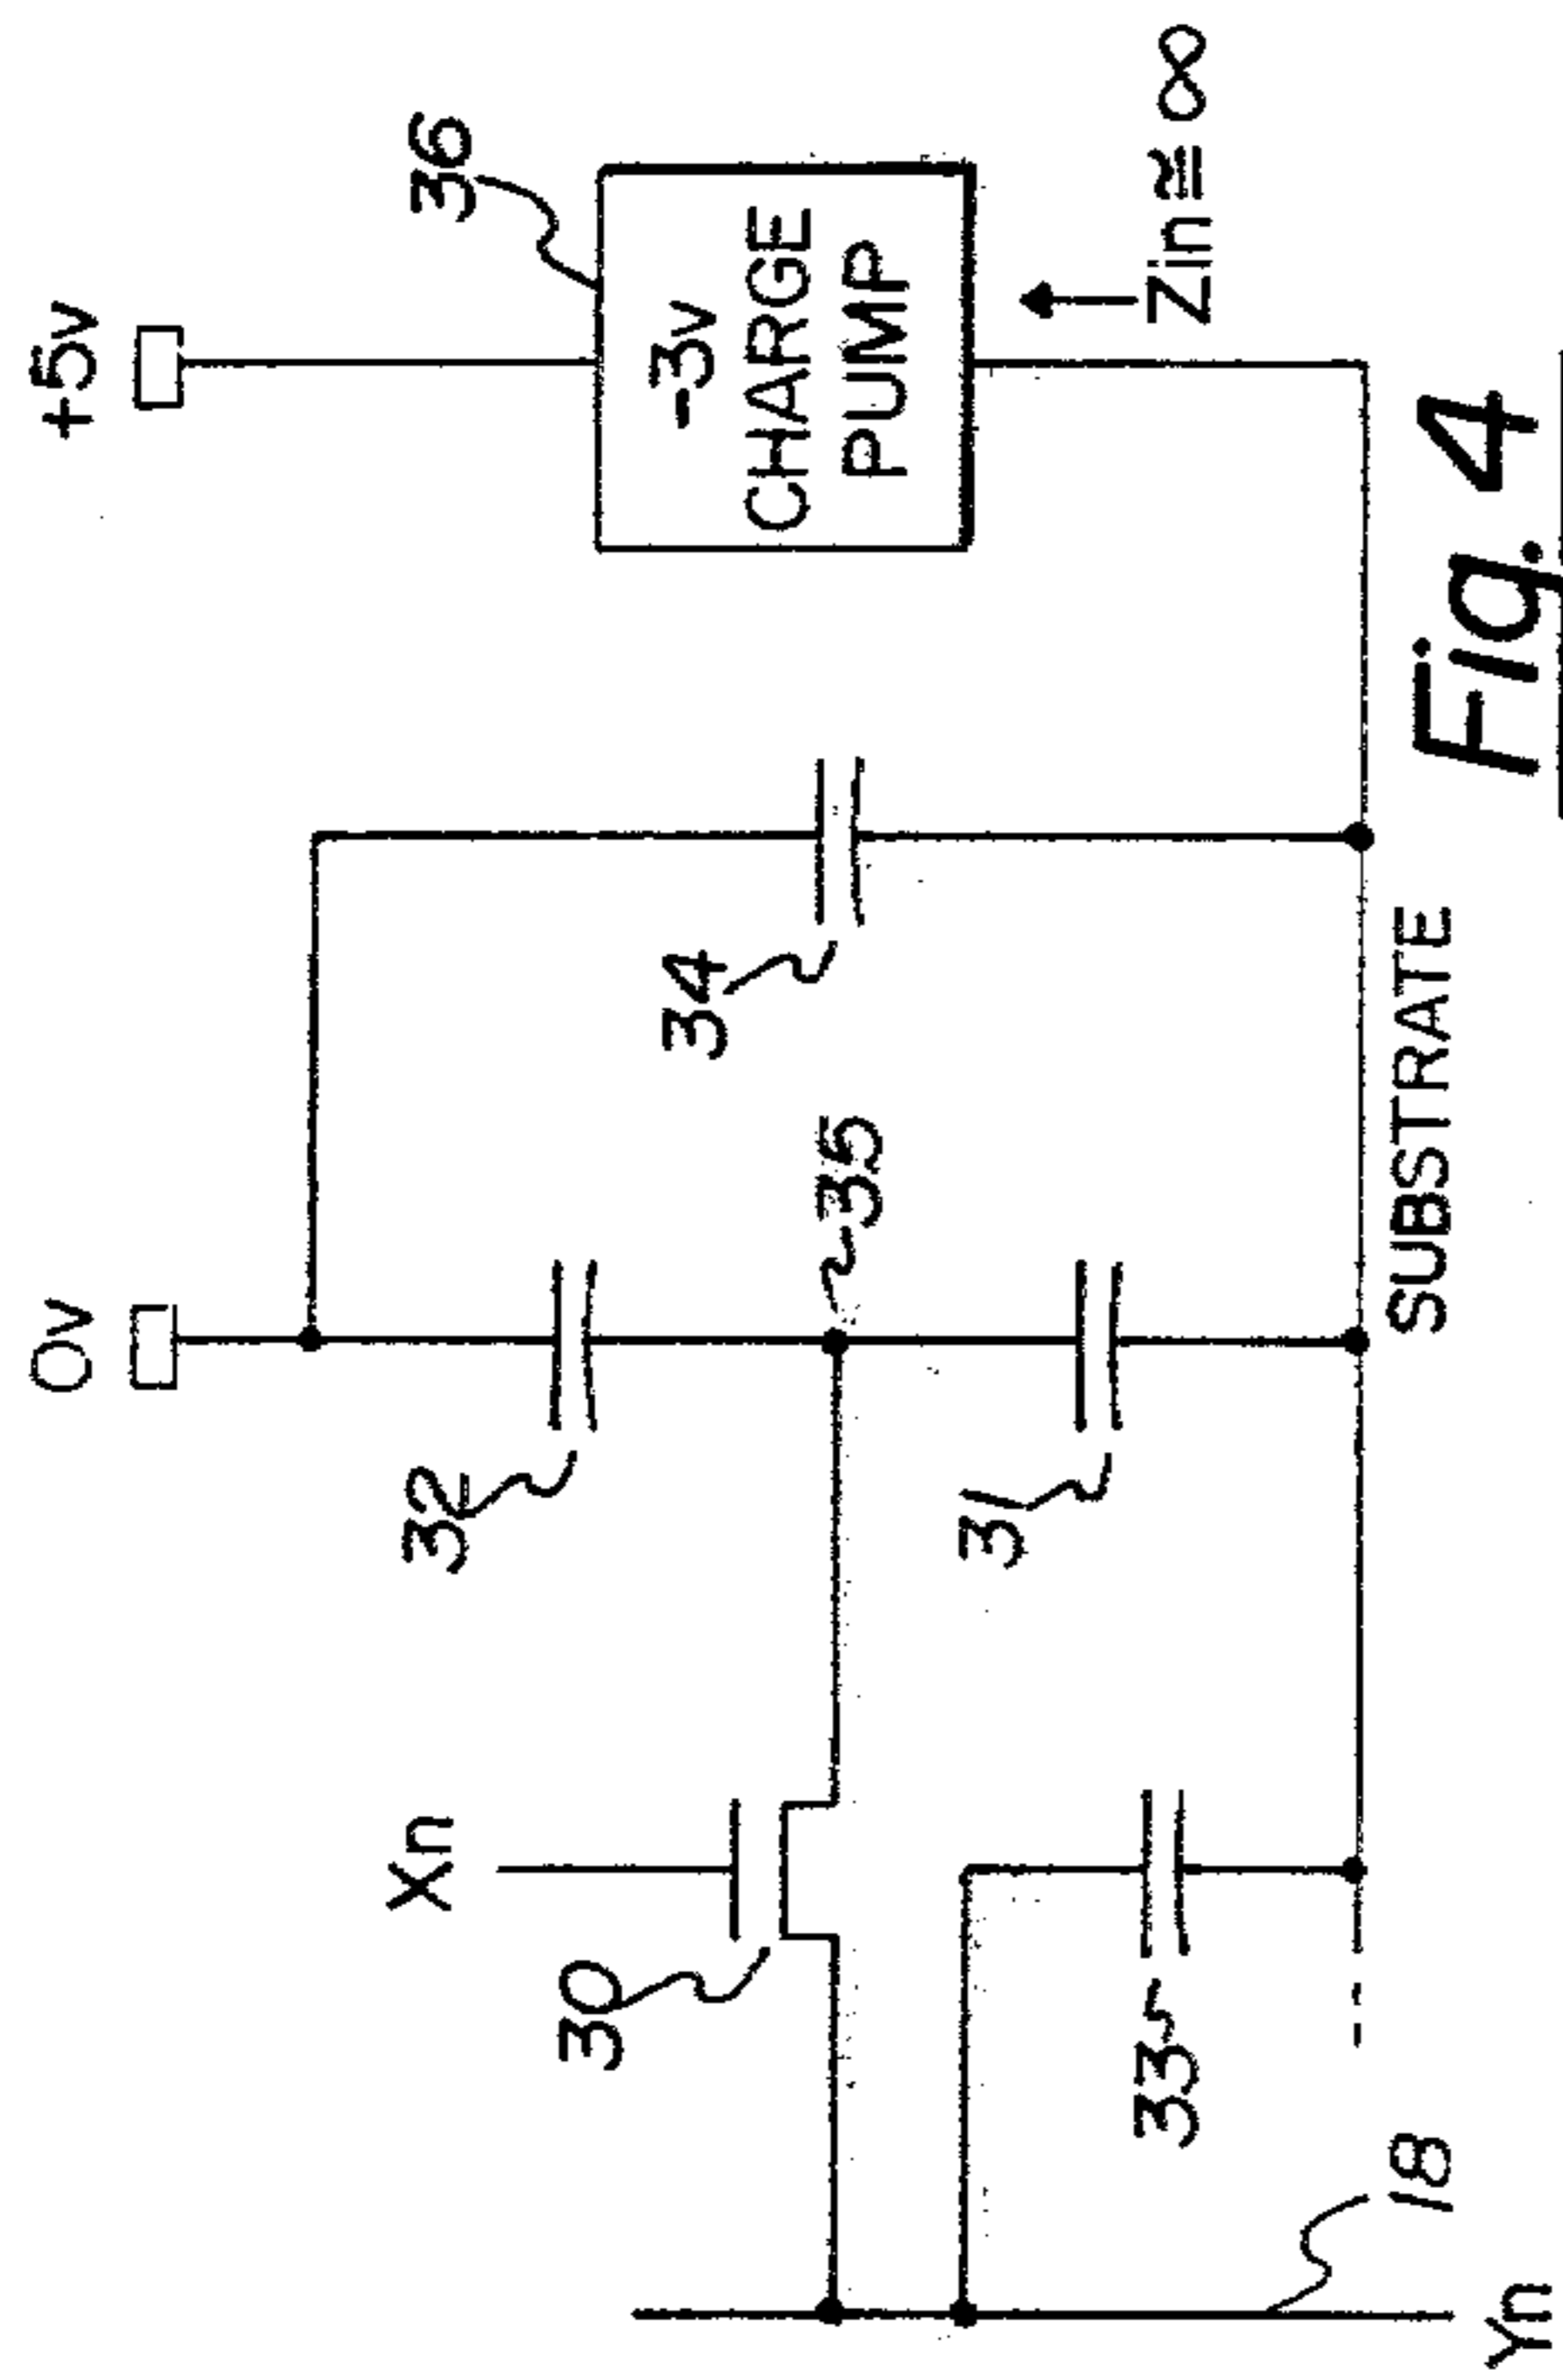 0v
+5v
Xn
32
36
-3v
CHARGE
PUMP
30
34
35
31
33
Zin≅∞
18
SUBSTRATE
Yn
Fig. 4